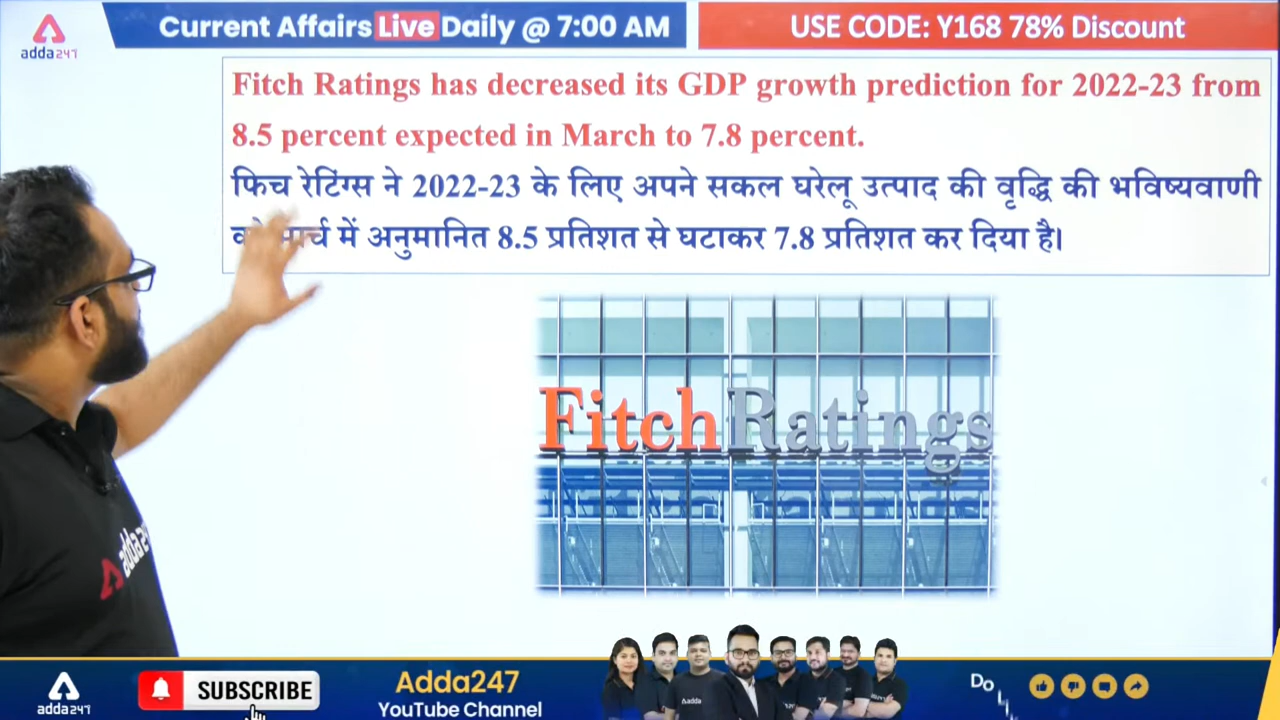 adda247
Current Affairs Live Daily @ 7:00 AM
USE CODE: Y168 78% Discount
Fitch Ratings has decreased its GDP growth prediction for 2022-23 from
8.5 percent expected in March to 7.8 percent.
फिच रेटिंग्स ने 2022-23 के लिए अपने सकल घरेलू उत्पाद की वृद्धि की भविष्यवाणी
में अनुमानित 8.5 प्रतिशत से घटाकर 7.8 प्रतिशत कर दिया है।
FitchRatings
adda247
adda247
SUBSCRIBE
Adda247
YouTube Channel
Do